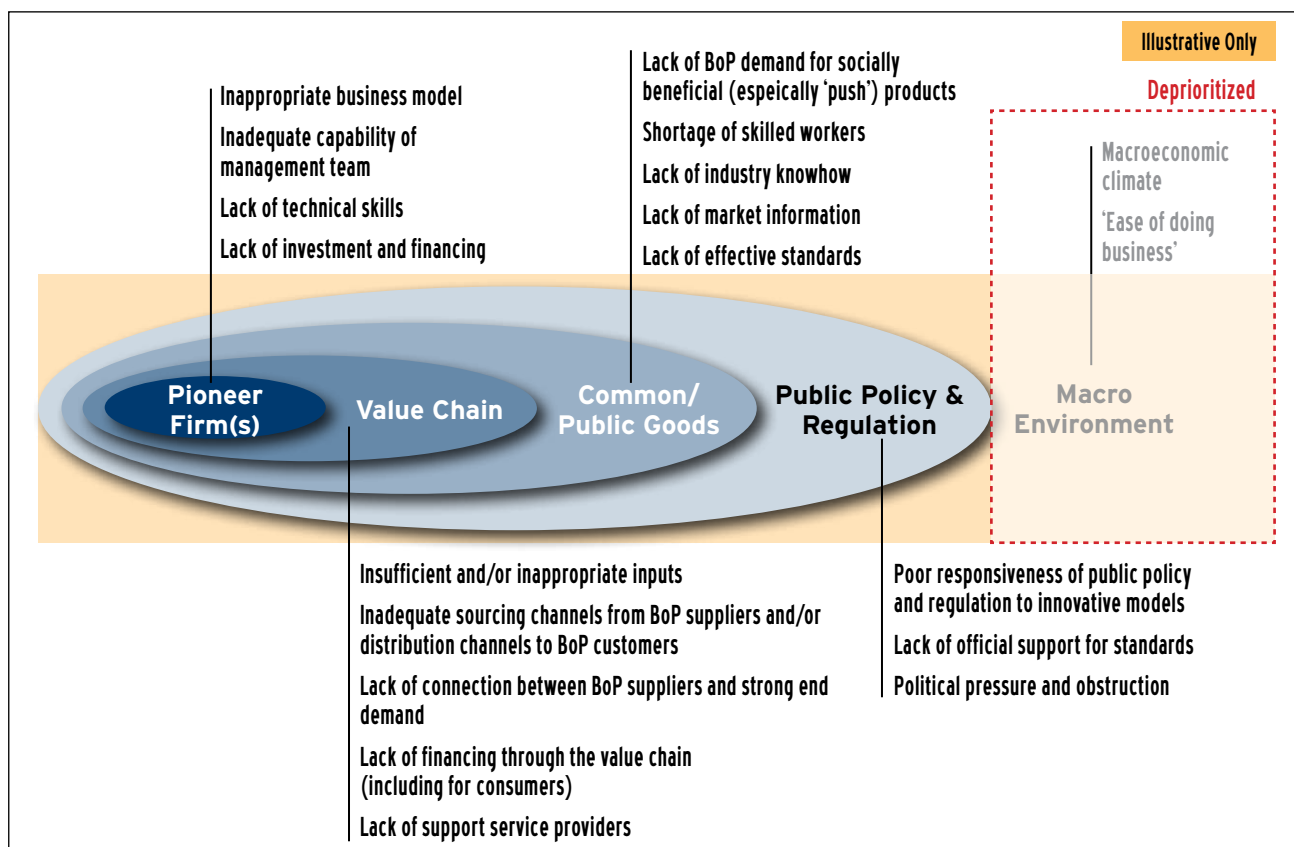 Illustrative Only
Deprioritized
Inappropriate business model
Inadequate capability of
management team
Lack of technical skills
Lack of investment and financing
Lack of BoP demand for socially
beneficial (espeically ‘push’) products
Shortage of skilled workers
Lack of industry knowhow
Lack of market information
Lack of effective standards
Macroeconomic
climate
‘Ease of doing
business’
Pioneer
Firm(s)
Value Chain
Common/
Public Goods
Public Policy &
Regulation
Macro
Environment
Insufficient and/or inappropriate inputs
Inadequate sourcing channels from BoP suppliers and/or
distribution channels to BoP customers
Lack of connection between BoP suppliers and strong end
demand
Lack of financing through the value chain
(including for consumers)
Lack of support service providers
Poor responsiveness of public policy
and regulation to innovative models
Lack of official support for standards
Political pressure and obstruction